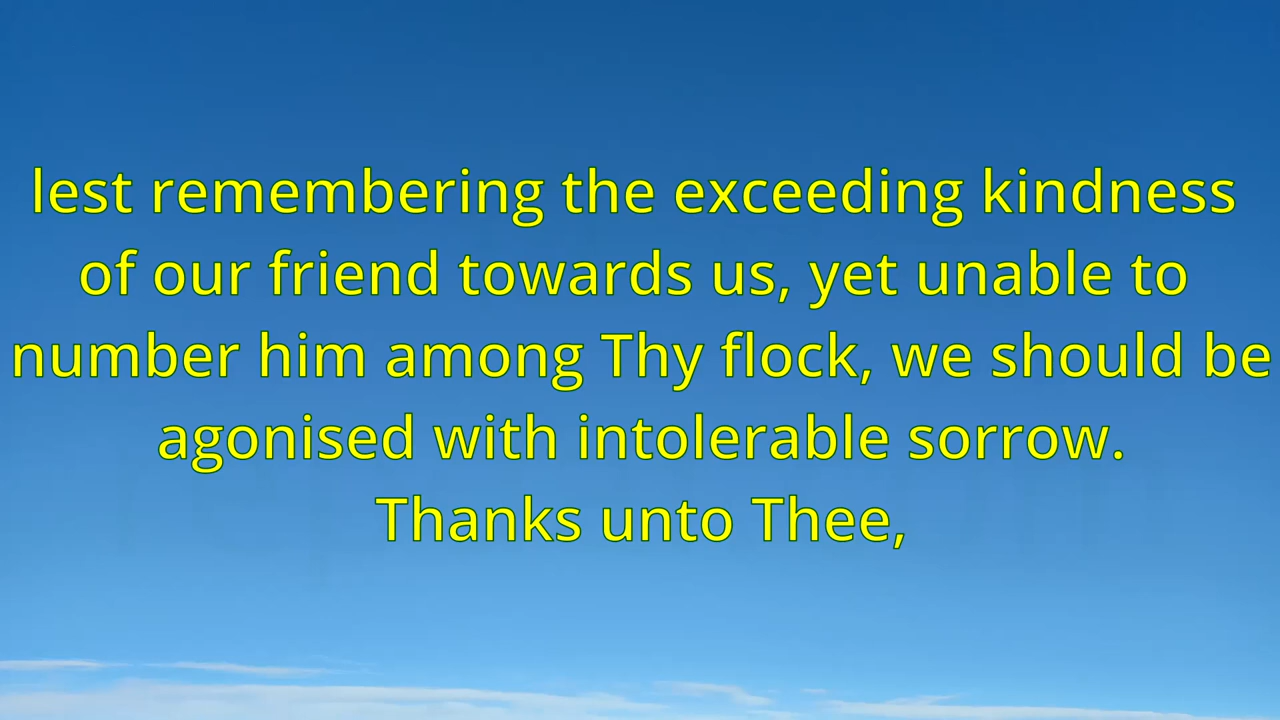 lest remembering the exceeding kindness
of our friend towards us, yet unable to
number him among Thy flock, we should be
agonised with intolerable sorrow.
Thanks unto Thee,